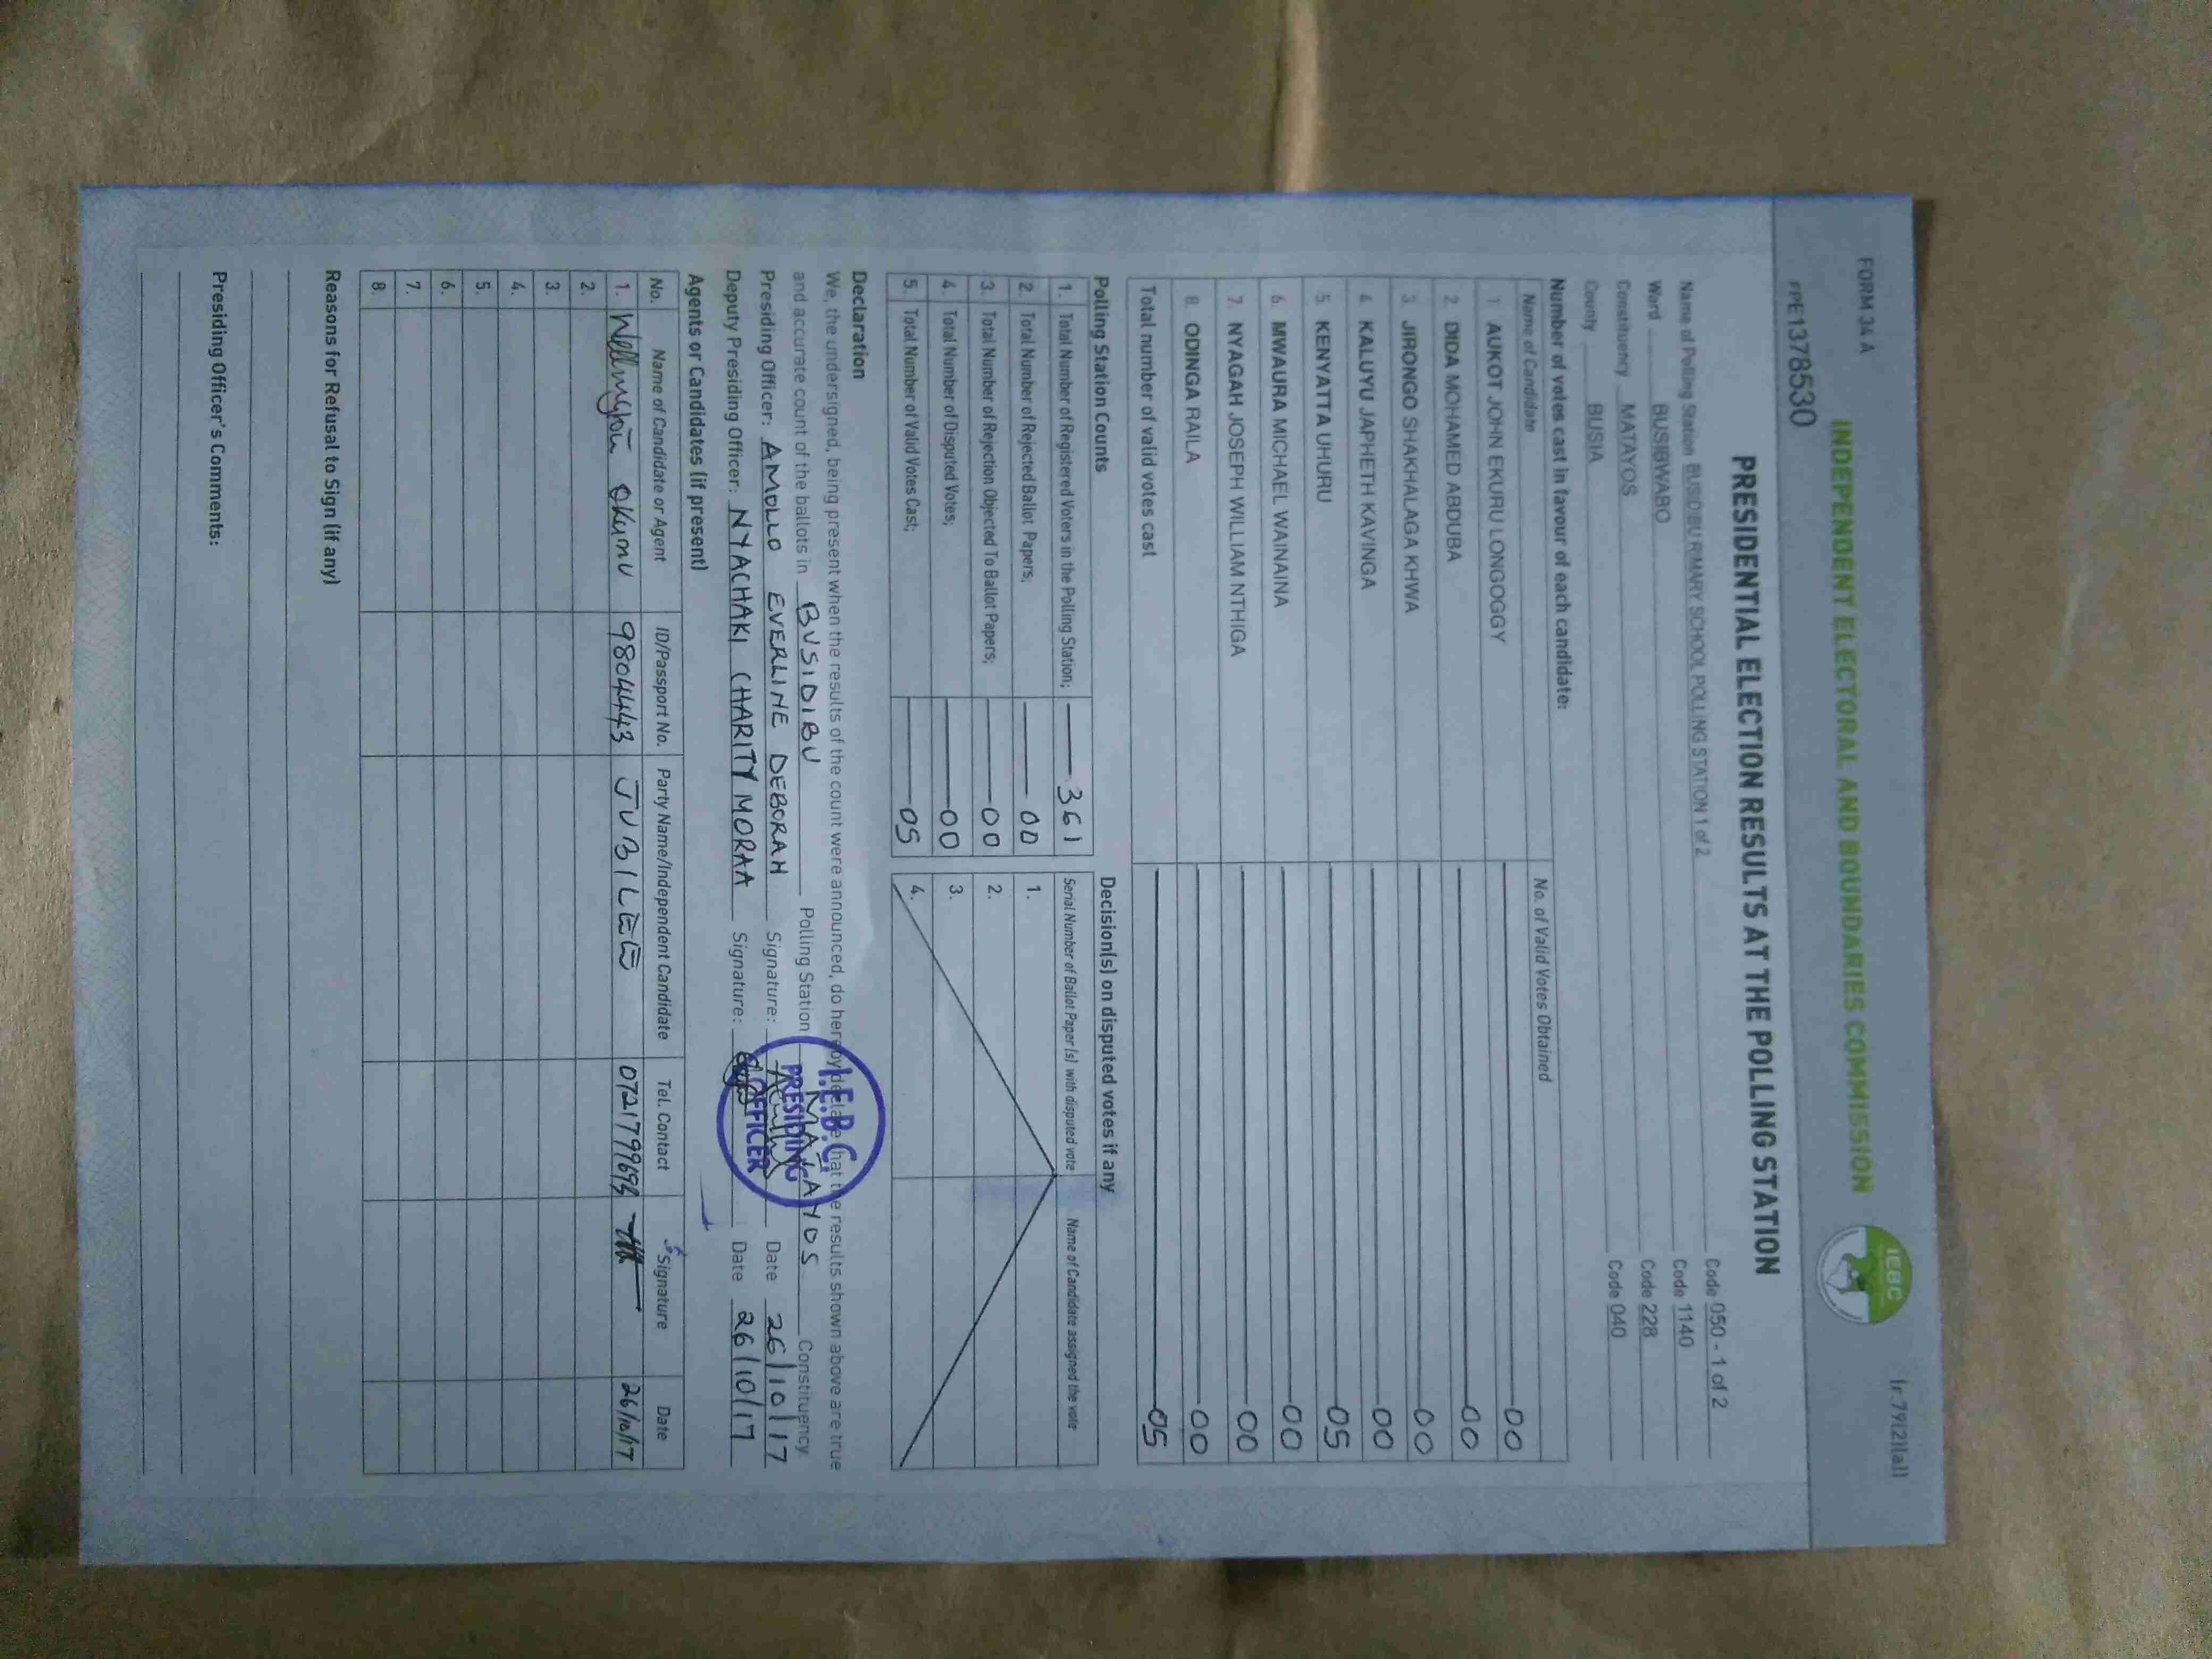 FORM 34 A
[r.79(2)(a)]
INDEPENDENT ELECTORAL AND BOUNDARIES COMMISSION
IEBC
FPE1378530
PRESIDENTIAL ELECTION RESULTS AT THE POLLING STATION
Name of Polling Station BUSIDIBU RIMARY SCHOOL POLLING STATION 1 of 2 Code 050 - 1 of 2
Ward BUSIBWABO Code 1140
Constituency MATAYOS Code 228
County BUSIA Code 040
Number of votes cast in favour of each candidate:
Name of Candidate No. of Valid Votes Obtained
1. AUKOT JOHN EKURU LONGOGGY 00
2. DIDA MOHAMED ABDUBA 00
3. JIRONGO SHAKHALAGA KHWA 00
4. KALUYU JAPHETH KAVINGA 00
5. KENYATTA UHURU 05
6. MWAURA MICHAEL WAINAINA 00
7. NYAGAH JOSEPH WILLIAM NTHIGA 00
8. ODINGA RAILA 00
Total number of valid votes cast 05
Polling Station Counts
1. Total Number of Registered Voters in the Polling Station; 361
2. Total Number of Rejected Ballot Papers; 00
3. Total Number of Rejection Objected To Ballot Papers; 00
4. Total Number of Disputed Votes; 00
5. Total Number of Valid Votes Cast; 05
Decision(s) on disputed votes if any
Serial Number of Ballot Paper (s) with disputed vote Name of Candidate assigned the vote
1.
2.
3.
4.
Declaration
We, the undersigned, being present when the results of the count were announced, do hereby declare that the results shown above are true
and accurate count of the ballots in BUSIDIBU Polling Station MATAYOS Constituency.
Presiding Officer: AMOLLO EVERLINE DEBORAH Signature: Date 26/10/17
Deputy Presiding Officer: NYACHAKI CHARITY MORAA Signature: Date 26/10/17
I.E.B.C.
PRESIDING
OFFICER
Agents or Candidates (if present)
No. Name of Candidate or Agent ID/Passport No. Party Name/Independent Candidate Tel. Contact Signature Date
1. Wellington Okumu 9804443 JUBILEE 26/10/17
2.
3.
4.
5.
6.
7.
8.
Reasons for Refusal to Sign (if any)
Presiding Officer's Comments: